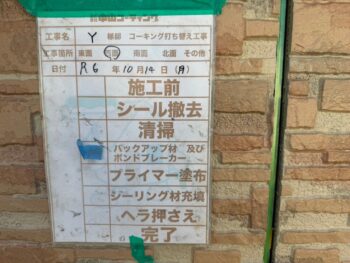 工事名 Y 様邸 コーキング打ち替え工事
工事箇所 東面 西面 南面 北面 その他
日付 R6 年 10 月 14 日 (月)
施工前
シール撤去
清掃
バックアップ材 及び
ボンドブレーカー
プライマー塗布
シーリング材充填
ヘラ押さえ
完了